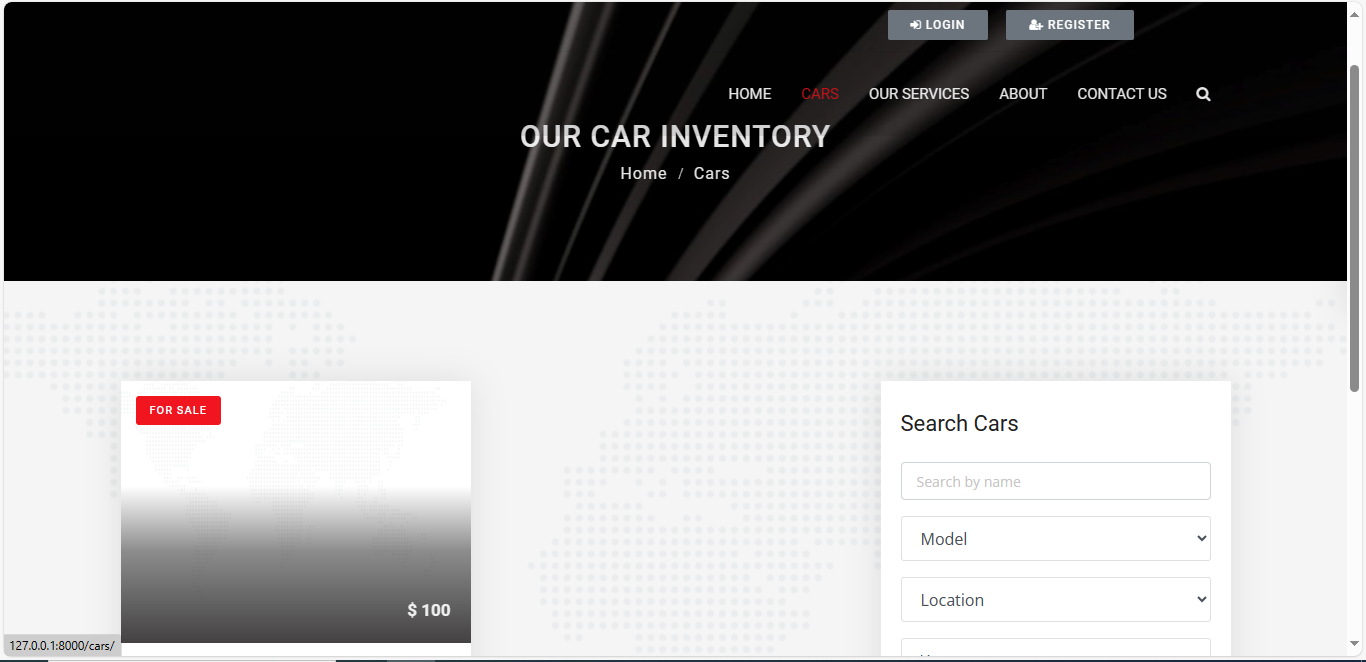 LOGIN
REGISTER
HOME CARS OUR SERVICES ABOUT CONTACT US
OUR CAR INVENTORY
Home / Cars
FOR SALE
$ 100
Search Cars
Search by name
Model
Location
127.0.0.1:8000/cars/